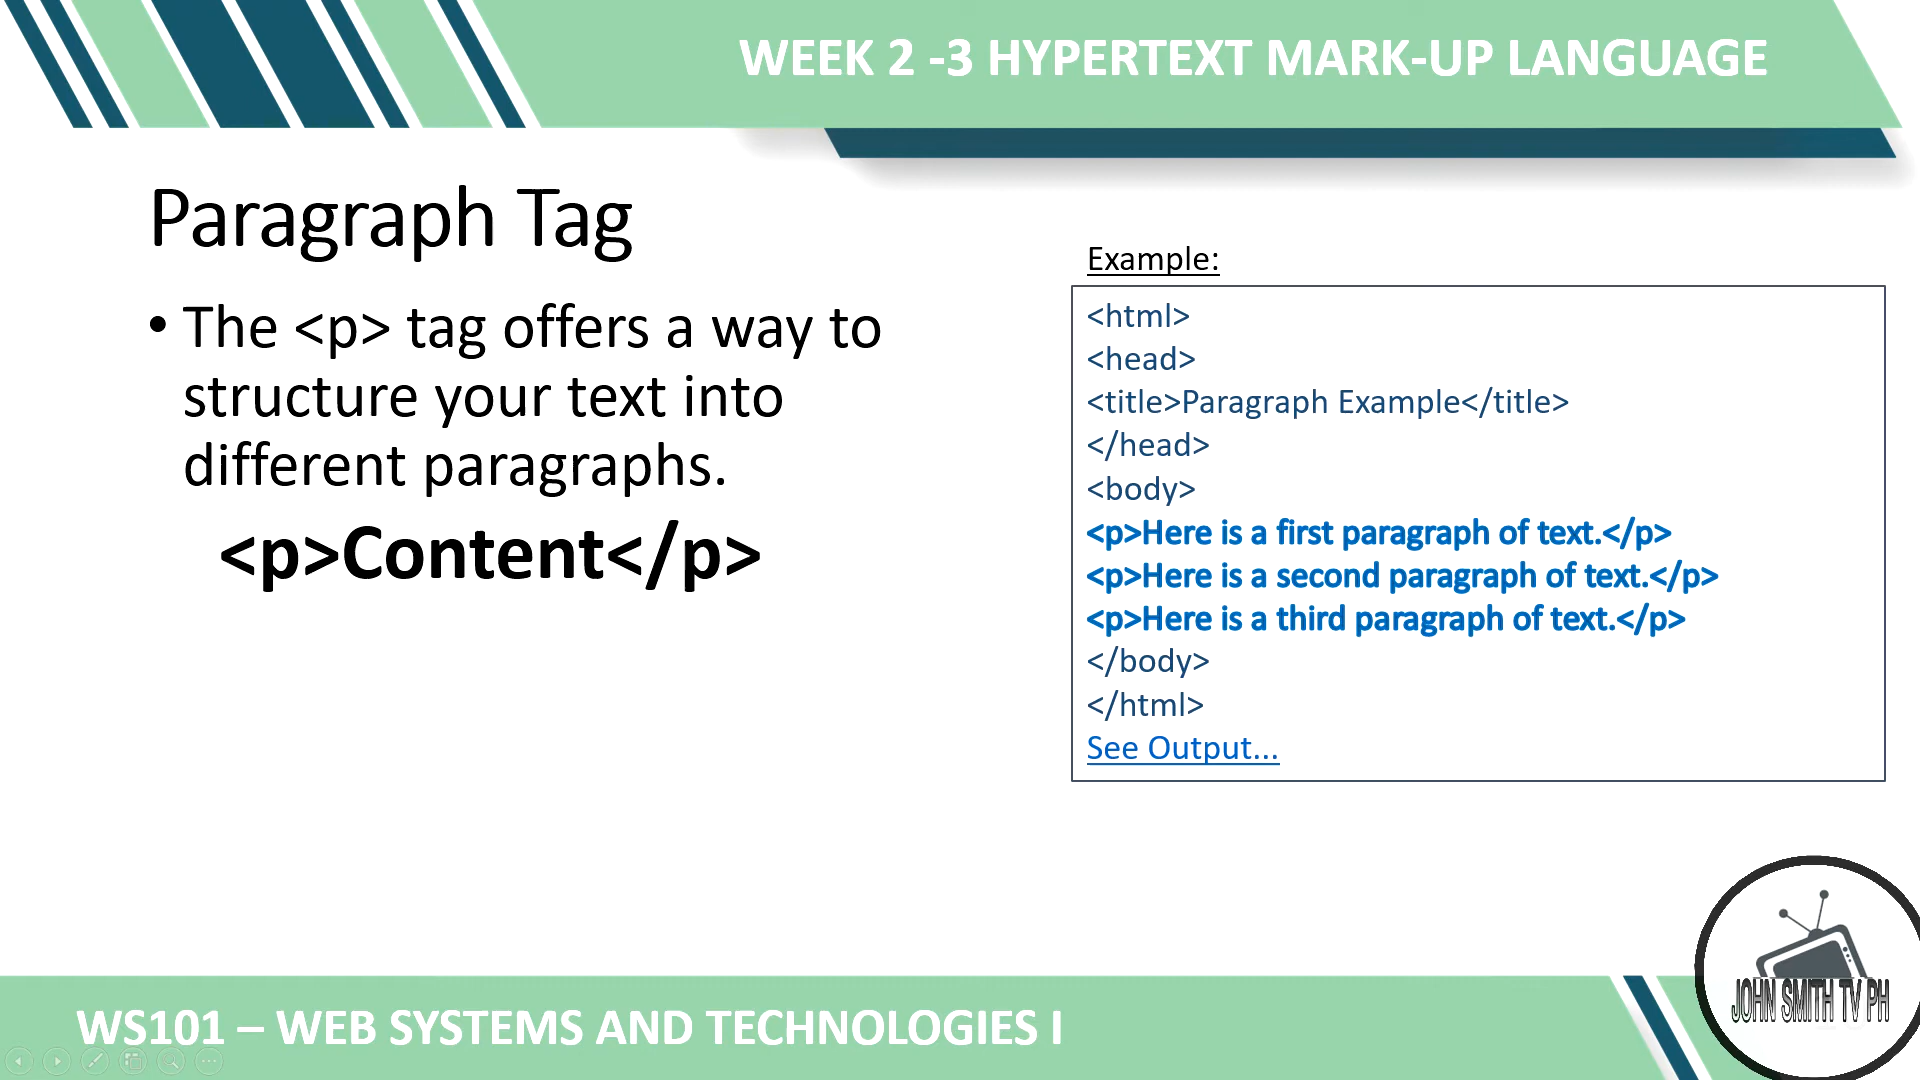 WEEK 2 -3 HYPERTEXT MARK-UP LANGUAGE
Paragraph Tag
• The <p> tag offers a way to
structure your text into
different paragraphs.
<p>Content</p>
Example:
<html>
<head>
<title>Paragraph Example</title>
</head>
<body>
<p>Here is a first paragraph of text.</p>
<p>Here is a second paragraph of text.</p>
<p>Here is a third paragraph of text.</p>
</body>
</html>
See Output...
JOHN SMITH TV PH
WS101 – WEB SYSTEMS AND TECHNOLOGIES I